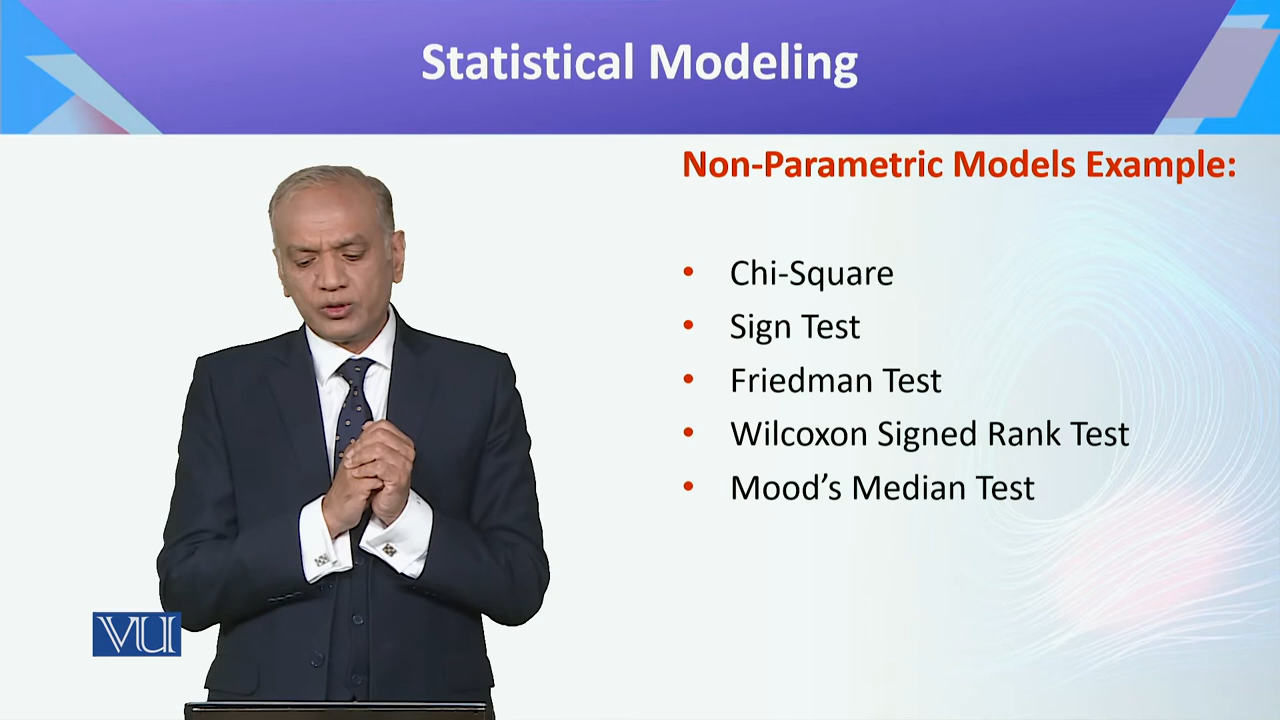 Statistical Modeling
Non-Parametric Models Example:
• Chi-Square
• Sign Test
• Friedman Test
• Wilcoxon Signed Rank Test
• Mood’s Median Test
VU